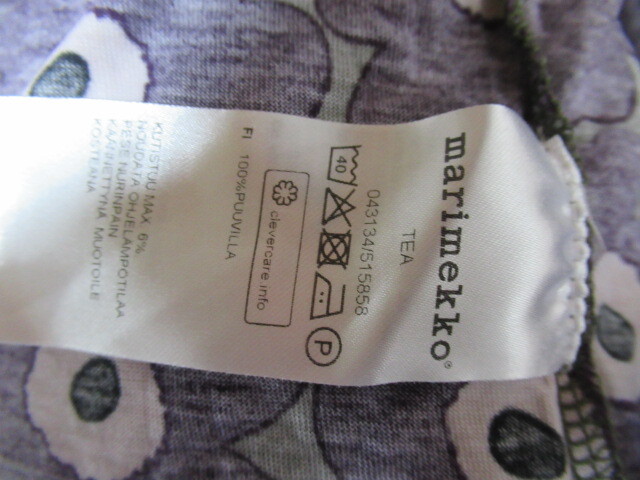 marimekko®
TEA
043134/515858
40
P
clevercare.info
FI 100%PUUVILLA
KUTISTUU MAX. 6%
NOUDATA OHJELÄMPÖTILAA
PESE NURINPÄIN
KÄÄNNETTYNÄ MUOTOILE
KOSTEANA